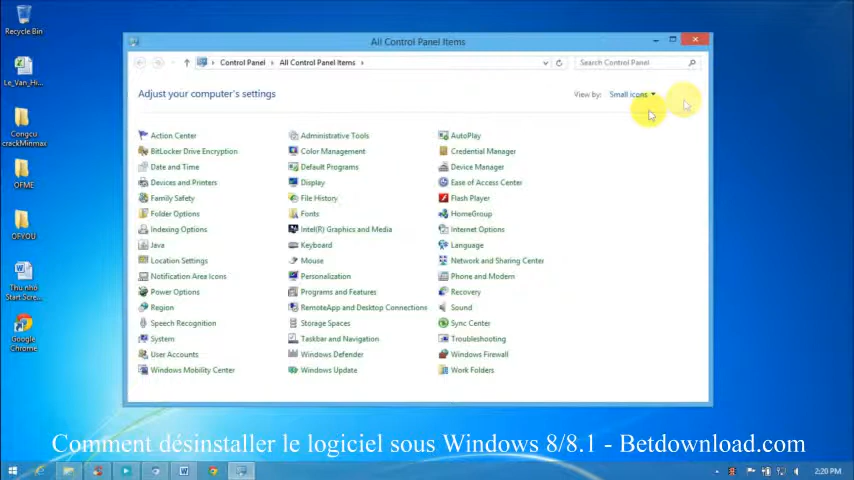 Recycle Bin
Le_Van_Hi...
Congcu
crackMinmax
OFME
OFYOU
Thu nhỏ
Start Scre...
Google
Chrome
All Control Panel Items
Control Panel
All Control Panel Items
Search Control Panel
Adjust your computer's settings
View by: Small icons
Action Center
Administrative Tools
AutoPlay
BitLocker Drive Encryption
Color Management
Credential Manager
Date and Time
Default Programs
Device Manager
Devices and Printers
Display
Ease of Access Center
Family Safety
File History
Flash Player
Folder Options
Fonts
HomeGroup
Indexing Options
Intel(R) Graphics and Media
Internet Options
Java
Keyboard
Language
Location Settings
Mouse
Network and Sharing Center
Notification Area Icons
Personalization
Phone and Modem
Power Options
Programs and Features
Recovery
Region
RemoteApp and Desktop Connections
Sound
Speech Recognition
Storage Spaces
Sync Center
System
Taskbar and Navigation
Troubleshooting
User Accounts
Windows Defender
Windows Firewall
Windows Mobility Center
Windows Update
Work Folders
Comment désinstaller le logiciel sous Windows 8/8.1 - Betdownload.com
2:20 PM